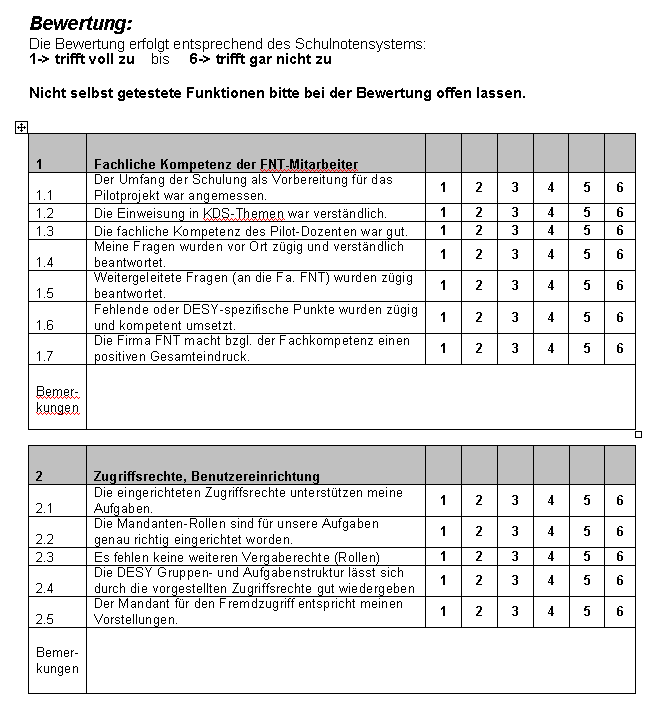 Bewertung:
Die Bewertung erfolgt entsprechend des Schulnotensystems:
1-> trifft voll zu bis 6-> trifft gar nicht zu
Nicht selbst getestete Funktionen bitte bei der Bewertung offen lassen.
1 Fachliche Kompetenz der FNT-Mitarbeiter
Der Umfang der Schulung als Vorbereitung für das
1.1 Pilotprojekt war angemessen. 1 2 3 4 5 6
1.2 Die Einweisung in KDS-Themen war verständlich. 1 2 3 4 5 6
1.3 Die fachliche Kompetenz des Pilot-Dozenten war gut. 1 2 3 4 5 6
Meine Fragen wurden vor Ort zügig und verständlich
1.4 beantwortet. 1 2 3 4 5 6
Weitergeleitete Fragen (an die Fa. FNT) wurden zügig
1.5 beantwortet. 1 2 3 4 5 6
Fehlende oder DESY-spezifische Punkte wurden zügig
1.6 und kompetent umsetzt. 1 2 3 4 5 6
Die Firma FNT macht bzgl. der Fachkompetenz einen
1.7 positiven Gesamteindruck. 1 2 3 4 5 6
Bemer-
kungen
2 Zugriffsrechte, Benutzereinrichtung
Die eingerichteten Zugriffsrechte unterstützen meine
2.1 Aufgaben. 1 2 3 4 5 6
Die Mandanten-Rollen sind für unsere Aufgaben
2.2 genau richtig eingerichtet worden. 1 2 3 4 5 6
2.3 Es fehlen keine weiteren Vergaberechte (Rollen) 1 2 3 4 5 6
Die DESY Gruppen- und Aufgabenstruktur lässt sich
2.4 durch die vorgestellten Zugriffsrechte gut wiedergeben 1 2 3 4 5 6
Der Mandant für den Fremdzugriff entspricht meinen
2.5 Vorstellungen. 1 2 3 4 5 6
Bemer-
kungen